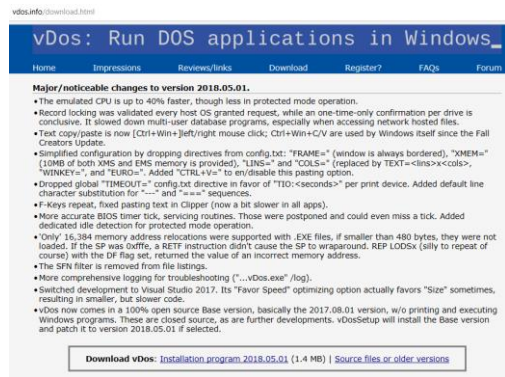 vdos.info/download.html
vDos: Run DOS applications in Windows_
Home Impressions Reviews/links Download Register? FAQs Forum
Major/noticeable changes to version 2018.05.01.
• The emulated CPU is up to 40% faster, though less in protected mode operation.
• Record locking was validated every host OS granted request, while an one-time-only confirmation per drive is
conclusive. It slowed down multi-user database programs, especially when accessing network hosted files.
• Text copy/paste is now [Ctrl+Win+]left/right mouse click; Ctrl+Win+C/V are used by Windows itself since the Fall
Creators Update.
• Simplified configuration by dropping directives from config.txt: "FRAME=" (window is always bordered), "XMEM="
(10MB of both XMS and EMS memory is provided), "LINS=" and "COLS=" (replaced by TEXT=<lins>x<cols>,
"WINKEY=", and "EURO=". Added "CTRL+V=" to en/disable this pasting option.
• Dropped global "TIMEOUT=" config.txt directive in favor of "TIO:<seconds>" per print device. Added default line
character substitution for "---" and "===" sequences.
• F-Keys repeat, fixed pasting text in Clipper (now a bit slower in all apps).
• More accurate BIOS timer tick, servicing routines. Those were postponed and could even miss a tick. Added
dedicated idle detection for protected mode operation.
• 'Only' 16,384 memory address relocations were supported with .EXE files, if smaller than 480 bytes, they were not
loaded. If the SP was 0xfffe, a RETF instruction didn't cause the SP to wraparound. REP LODSx (silly to repeat of
course) with the DF flag set, returned the value of an incorrect memory address.
• The SFN filter is removed from file listings.
• More comprehensive logging for troubleshooting ("...vDos.exe" /log).
• Switched development to Visual Studio 2017. Its "Favor Speed" optimizing option actually favors "Size" sometimes,
resulting in smaller, but slower code.
• vDos now comes in a 100% open source Base version, basically the 2017.08.01 version, w/o printing and executing
Windows programs. These are closed source, as are further developments. vDosSetup will install the Base version
and patch it to version 2018.05.01 if selected.
Download vDos: Installation program 2018.05.01 (1.4 MB) | Source files or older versions